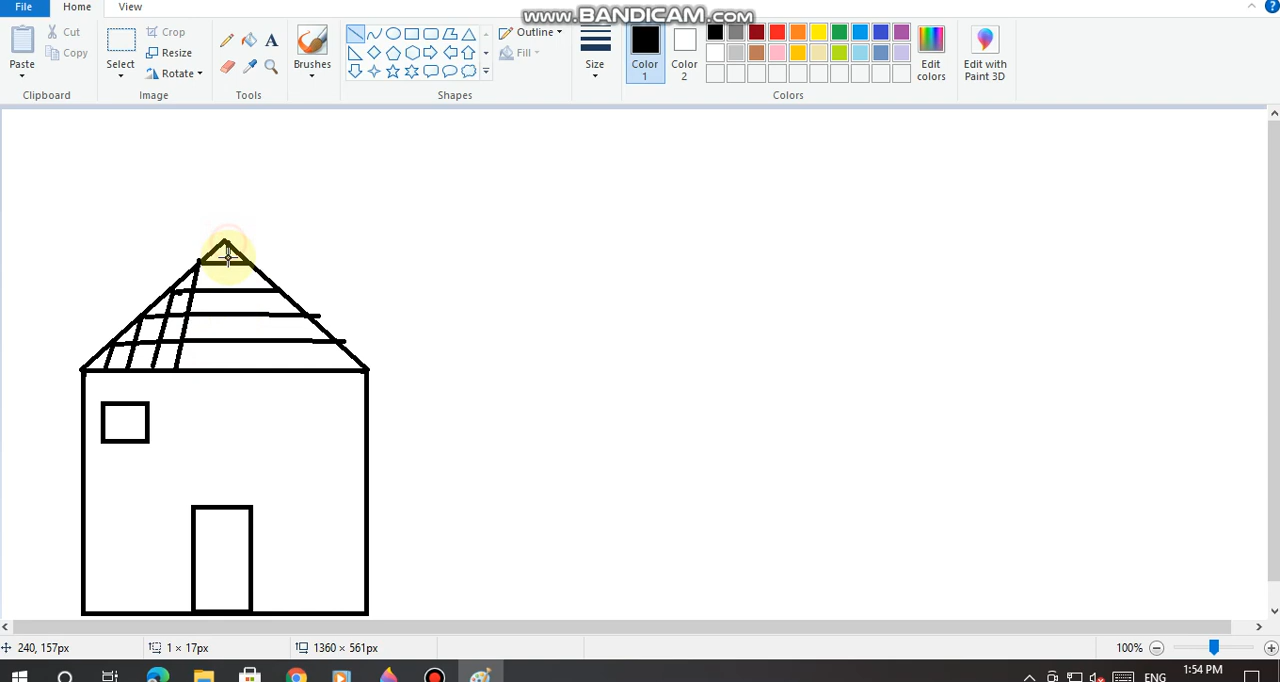 File Home View
www.BANDICAM.com
Paste
Cut
Copy
Clipboard
Select
Crop
Resize
Rotate
Image
A
Tools
Brushes
Shapes
Outline
Fill
Size
Color 1
Color 2
Colors
Edit colors
Edit with Paint 3D
240, 157px
1 × 17px
1360 × 561px
100%
ENG
1:54 PM